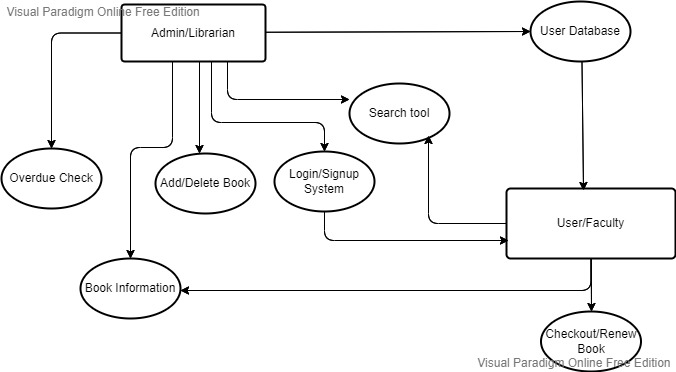 Visual Paradigm Online Free Edition
Admin/Librarian
User Database
Search tool
Overdue Check
Add/Delete Book
Login/Signup
System
User/Faculty
Book Information
Checkout/Renew
Book
Visual Paradigm Online Free Edition